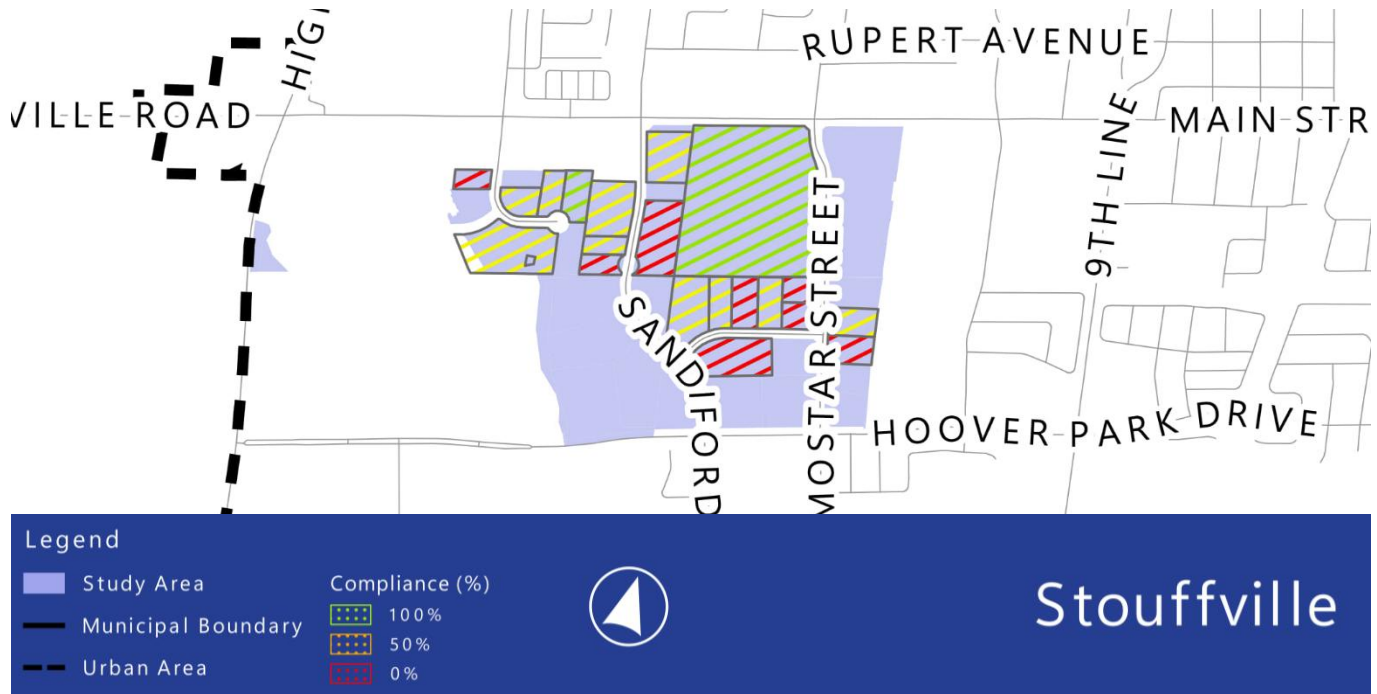 HIG
RUPERT AVENUE
VILLE ROAD
MAIN STR
9TH LINE
MOSTAR STREET
SANDIFORD
HOOVER PARK DRIVE
Legend
Study Area
Municipal Boundary
Urban Area
Compliance (%)
100%
50%
0%
Stouffville